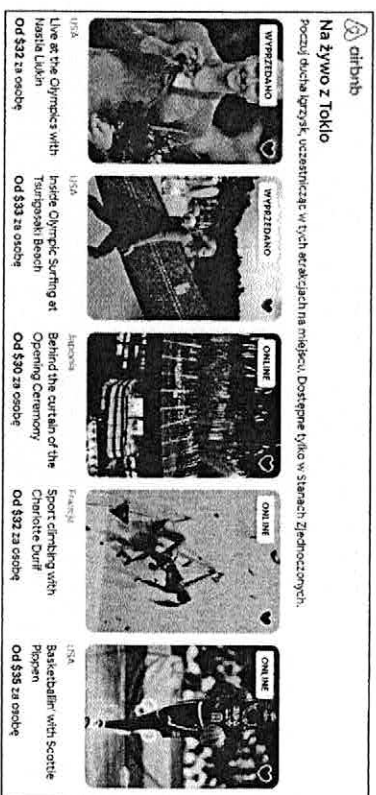 airbnb
Na żywo z Tokio
Poczuj ducha Igrzysk, uczestnicząc w tych atrakcjach na miejscu. Dostępne tylko w Stanach Zjednoczonych.
WYPRZEDANO
USA
Live at the Olympics with
Nastia Liukin
Od $32 za osobę
WYPRZEDANO
USA
Inside Olympic Surfing at
Tsurigasaki Beach
Od $33 za osobę
ONLINE
Japonia
Behind the curtain of the
Opening Ceremony
Od $30 za osobę
ONLINE
Francja
Sport climbing with
Charlotte Durif
Od $32 za osobę
ONLINE
USA
Basketballin' with Scottie
Pippen
Od $35 za osobę